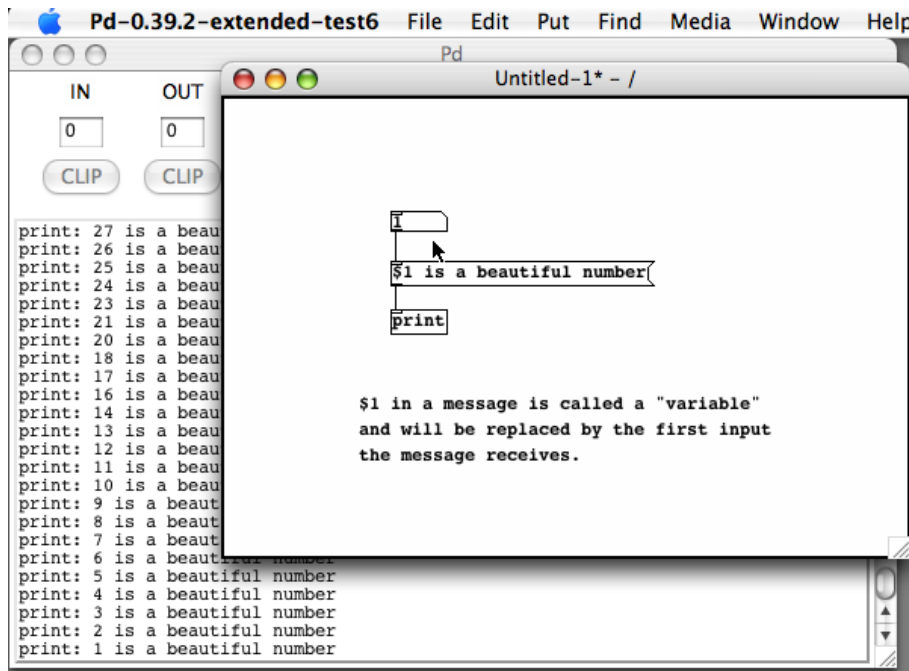 Pd-0.39.2-extended-test6 File Edit Put Find Media Window Help
Pd
Untitled-1* - /
IN OUT
0 0
CLIP CLIP
1
$1 is a beautiful number
print
$1 in a message is called a "variable"
and will be replaced by the first input
the message receives.
print: 27 is a beau
print: 26 is a beau
print: 25 is a beau
print: 24 is a beau
print: 23 is a beau
print: 21 is a beau
print: 20 is a beau
print: 18 is a beau
print: 17 is a beau
print: 16 is a beau
print: 14 is a beau
print: 13 is a beau
print: 12 is a beau
print: 11 is a beau
print: 10 is a beau
print: 9 is a beaut
print: 8 is a beaut
print: 7 is a beaut
print: 6 is a beautiful number
print: 5 is a beautiful number
print: 4 is a beautiful number
print: 3 is a beautiful number
print: 2 is a beautiful number
print: 1 is a beautiful number